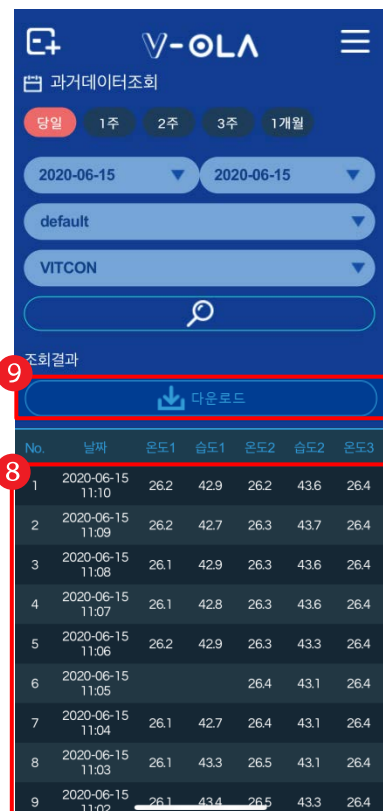 V-OLA
과거데이터조회
당일 1주 2주 3주 1개월
2020-06-15 2020-06-15
default
VITCON
조회결과
9
다운로드
No. 날짜 온도1 습도1 온도2 습도2 온도3
8
1 2020-06-15 11:10 26.2 42.9 26.2 43.6 26.4
2 2020-06-15 11:09 26.2 42.7 26.3 43.7 26.4
3 2020-06-15 11:08 26.1 42.9 26.3 43.6 26.4
4 2020-06-15 11:07 26.1 42.8 26.3 43.6 26.4
5 2020-06-15 11:06 26.2 42.9 26.3 43.3 26.4
6 2020-06-15 11:05 26.4 43.1 26.4
7 2020-06-15 11:04 26.1 42.7 26.4 43.1 26.4
8 2020-06-15 11:03 26.1 43.3 26.5 43.1 26.4
9 2020-06-15 11:02 26.1 43.4 26.5 43.3 26.4